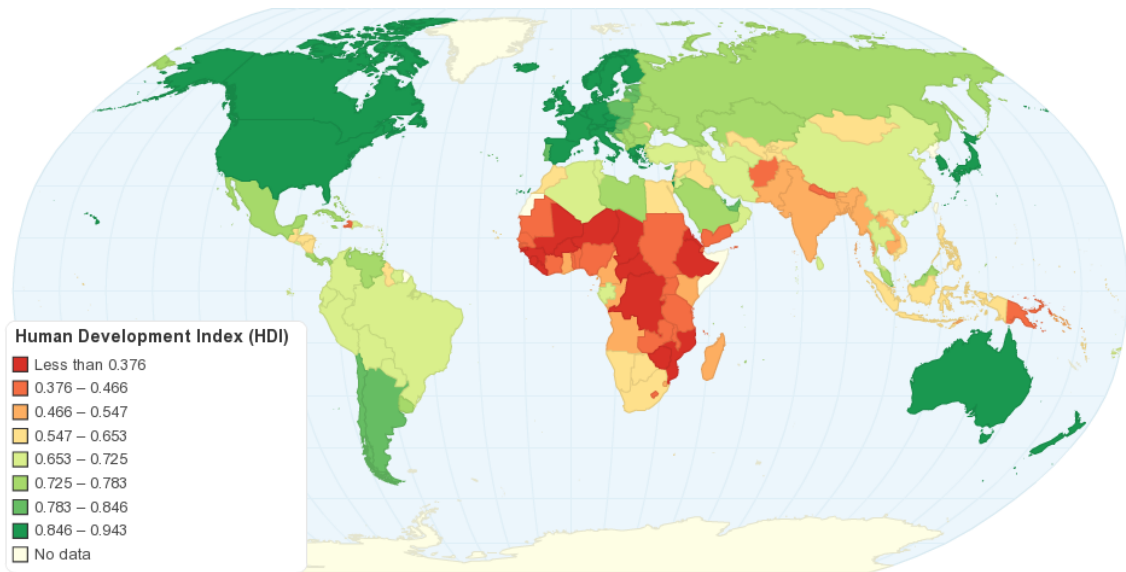 Human Development Index (HDI)
Less than 0.376
0.376 – 0.466
0.466 – 0.547
0.547 – 0.653
0.653 – 0.725
0.725 – 0.783
0.783 – 0.846
0.846 – 0.943
No data